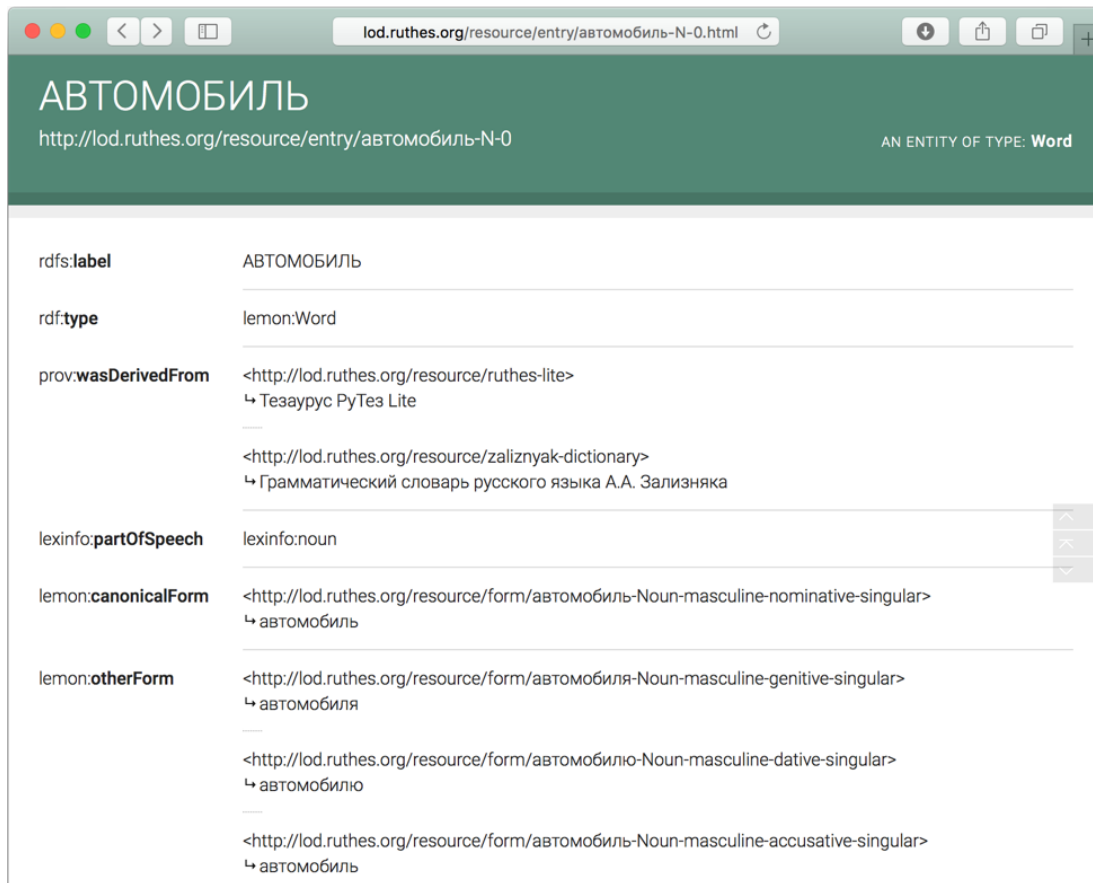 lod.ruthes.org/resource/entry/автомобиль-N-0.html
АВТОМОБИЛЬ
http://lod.ruthes.org/resource/entry/автомобиль-N-0
AN ENTITY OF TYPE: Word
rdfs:label АВТОМОБИЛЬ
rdf:type lemon:Word
prov:wasDerivedFrom <http://lod.ruthes.org/resource/ruthes-lite>
↳ Тезаурус РуТез Lite
<http://lod.ruthes.org/resource/zaliznyak-dictionary>
↳ Грамматический словарь русского языка А.А. Зализняка
lexinfo:partOfSpeech lexinfo:noun
lemon:canonicalForm <http://lod.ruthes.org/resource/form/автомобиль-Noun-masculine-nominative-singular>
↳ автомобиль
lemon:otherForm <http://lod.ruthes.org/resource/form/автомобиля-Noun-masculine-genitive-singular>
↳ автомобиля
<http://lod.ruthes.org/resource/form/автомобилю-Noun-masculine-dative-singular>
↳ автомобилю
<http://lod.ruthes.org/resource/form/автомобиль-Noun-masculine-accusative-singular>
↳ автомобиль